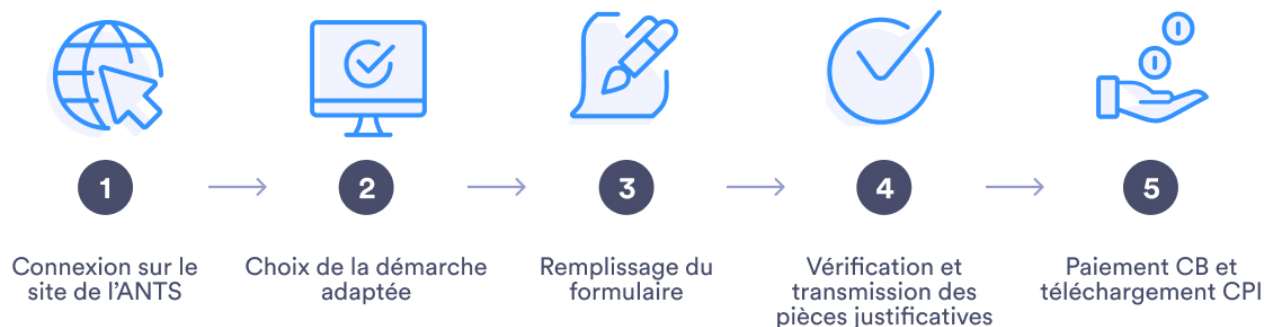 1
2
3
4
5
Connexion sur le
site de l'ANTS
Choix de la démarche
adaptée
Remplissage du
formulaire
Vérification et
transmission des
pièces justificatives
Paiement CB et
téléchargement CPI